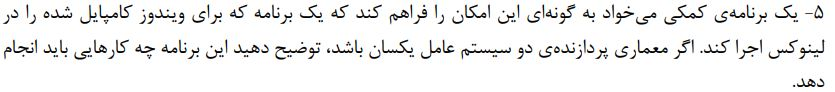 ۵- یک برنامه‌ی کمکی می‌خواد به گونه‌ای این امکان را فراهم کند که یک برنامه که برای ویندوز کامپایل شده را در
لینوکس اجرا کند. اگر معماری پردازنده‌ی دو سیستم عامل یکسان باشد، توضیح دهید این برنامه چه کارهایی باید انجام
دهد.